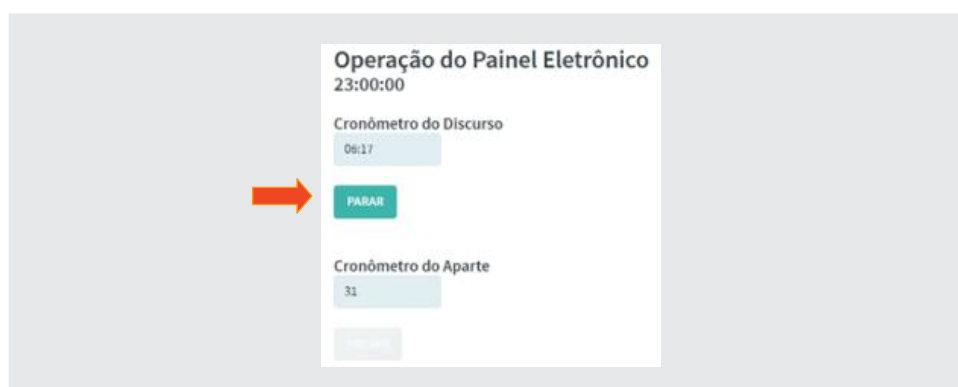 Operação do Painel Eletrônico
23:00:00
Cronômetro do Discurso
06:17
PARAR
Cronômetro do Aparte
31